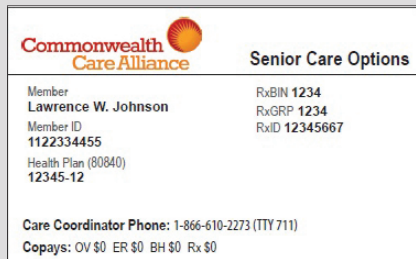 Commonwealth
Care Alliance
Senior Care Options
Member
Lawrence W. Johnson
Member ID
1122334455
Health Plan (80840)
12345-12
RxBIN 1234
RxGRP 1234
RxID 12345667
Care Coordinator Phone: 1-866-610-2273 (TTY 711)
Copays: OV $0 ER $0 BH $0 Rx $0